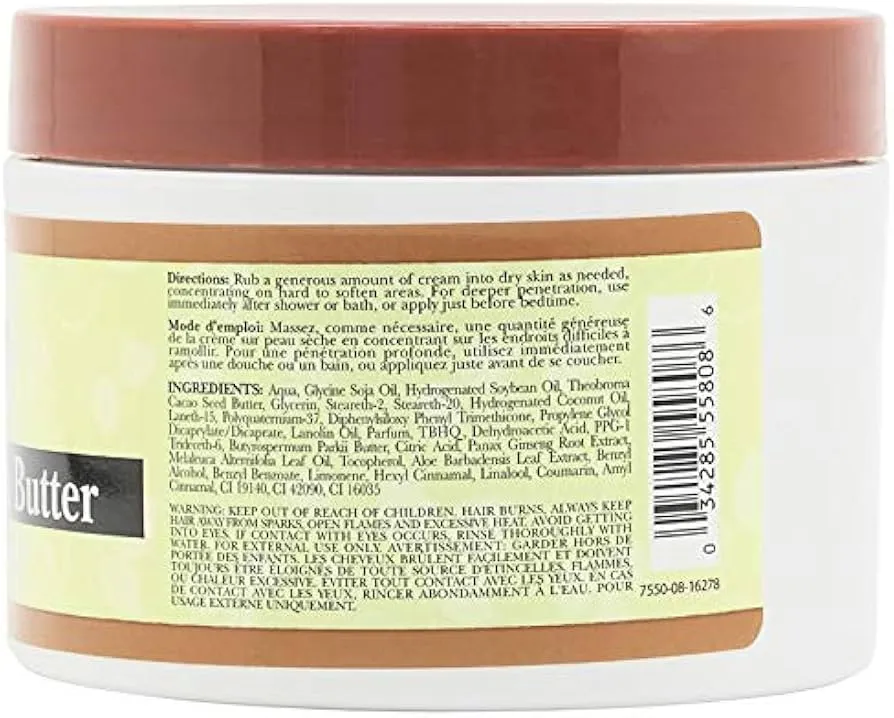 Directions: Rub a generous amount of cream into dry skin as needed,
concentrating on hard to soften areas. For deeper penetration, use
immediately after shower or bath, or apply just before bedtime.
Mode d'emploi: Massez, comme nécessaire, une quantité généreuse
de la crème sur peau sèche en concentrant sur les endroits difficiles à
ramollir. Pour une pénétration profonde, utilisez immédiatement
après une douche ou un bain, ou appliquez juste avant de se coucher.
INGREDIENTS: Aqua, Glycine Soja Oil, Hydrogenated Soybean Oil, Theobroma
Cacao Seed Butter, Glycerin, Steareth-2, Steareth-20, Hydrogenated Coconut Oil,
Laneth-15, Polyquaternium-37, Diphenylsiloxy Phenyl Trimethicone, Propylene Glycol
Dicaprylate/Dicaprate, Lanolin Oil, Parfum, TBHQ, Dehydroacetic Acid, PPG-1
Trideceth-6, Butyrospermum Parkii Butter, Citric Acid, Panax Ginseng Root Extract,
Melaleuca Alternifolia Leaf Oil, Tocopherol, Aloe Barbadensis Leaf Extract, Benzyl
Alcohol, Benzyl Benzoate, Limonene, Hexyl Cinnamal, Linalool, Coumarin, Amyl
Cinnamal, CI 19140, CI 42090, CI 16035
Butter
WARNING: KEEP OUT OF REACH OF CHILDREN. HAIR BURNS, ALWAYS KEEP
HAIR AWAY FROM SPARKS, OPEN FLAMES AND EXCESSIVE HEAT. AVOID GETTING
INTO EYES. IF CONTACT WITH EYES OCCURS, RINSE THOROUGHLY WITH
WATER. FOR EXTERNAL USE ONLY. AVERTISSEMENT: GARDER HORS DE
PORTÉE DES ENFANTS. LES CHEVEUX BRÛLENT FACILEMENT ET DOIVENT
TOUJOURS ÊTRE ÉLOIGNÉS DE TOUTE SOURCE D'ÉTINCELLES, FLAMMES,
OU CHALEUR EXCESSIVE. EVITER TOUT CONTACT AVEC LES YEUX. EN CAS
DE CONTACT AVEC LES YEUX, RINCER ABONDAMMENT À L'EAU. POUR
USAGE EXTERNE UNIQUEMENT.
0 34285 55808 6
7550-08-16278